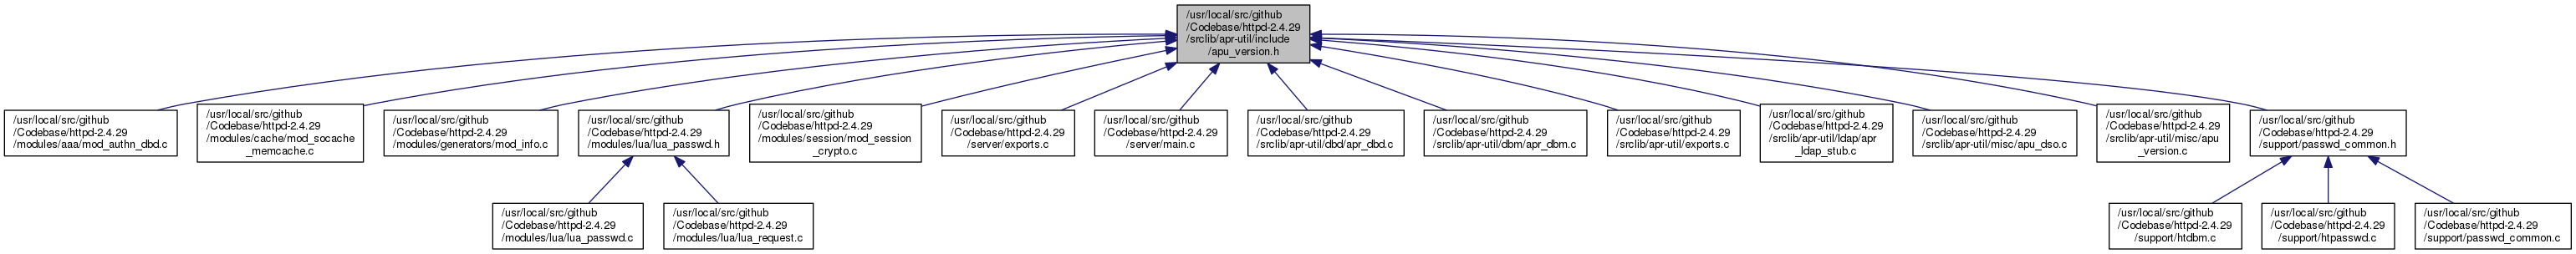 /usr/local/src/github
/Codebase/httpd-2.4.29
/srclib/apr-util/include
/apu_version.h
/usr/local/src/github
/Codebase/httpd-2.4.29
/modules/aaa/mod_authn_dbd.c
/usr/local/src/github
/Codebase/httpd-2.4.29
/modules/cache/mod_socache
_memcache.c
/usr/local/src/github
/Codebase/httpd-2.4.29
/modules/generators/mod_info.c
/usr/local/src/github
/Codebase/httpd-2.4.29
/modules/lua/lua_passwd.h
/usr/local/src/github
/Codebase/httpd-2.4.29
/modules/session/mod_session
_crypto.c
/usr/local/src/github
/Codebase/httpd-2.4.29
/server/exports.c
/usr/local/src/github
/Codebase/httpd-2.4.29
/server/main.c
/usr/local/src/github
/Codebase/httpd-2.4.29
/srclib/apr-util/dbd/apr_dbd.c
/usr/local/src/github
/Codebase/httpd-2.4.29
/srclib/apr-util/dbm/apr_dbm.c
/usr/local/src/github
/Codebase/httpd-2.4.29
/srclib/apr-util/exports.c
/usr/local/src/github
/Codebase/httpd-2.4.29
/srclib/apr-util/ldap/apr
_ldap_stub.c
/usr/local/src/github
/Codebase/httpd-2.4.29
/srclib/apr-util/misc/apu_dso.c
/usr/local/src/github
/Codebase/httpd-2.4.29
/srclib/apr-util/misc/apu
_version.c
/usr/local/src/github
/Codebase/httpd-2.4.29
/support/passwd_common.h
/usr/local/src/github
/Codebase/httpd-2.4.29
/modules/lua/lua_passwd.c
/usr/local/src/github
/Codebase/httpd-2.4.29
/modules/lua/lua_request.c
/usr/local/src/github
/Codebase/httpd-2.4.29
/support/htdbm.c
/usr/local/src/github
/Codebase/httpd-2.4.29
/support/htpasswd.c
/usr/local/src/github
/Codebase/httpd-2.4.29
/support/passwd_common.c